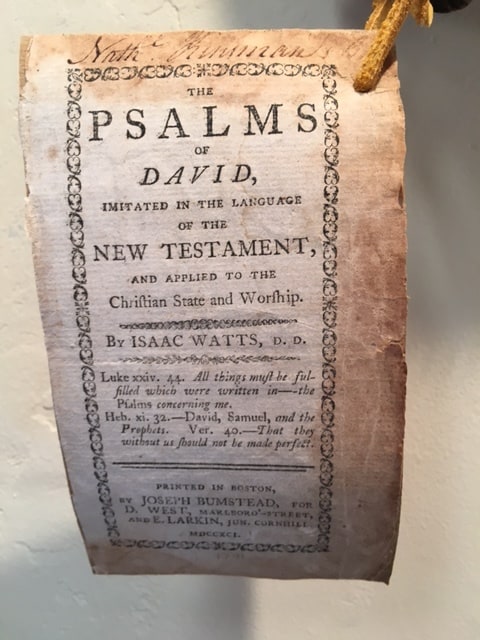 Nath
THE
PSALMS
OF
DAVID,
IMITATED IN THE LANGUAGE
OF THE
NEW TESTAMENT,
AND APPLIED TO THE
Chriſtian State and Worſhip.
By ISAAC WATTS, D. D.
Luke xxiv. 44. All things muſt be ful-
filled which were written in—the
Pſalms concerning me.
Heb. xi. 32.—David, Samuel, and the
Prophets. Ver. 40.—That they
without us ſhould not be made perfect.
PRINTED IN BOSTON,
BY JOSEPH BUMSTEAD, FOR
D. WEST, MARLBORO'-STREET,
AND E. LARKIN, JUN. CORNHILL
MDCCXCI.